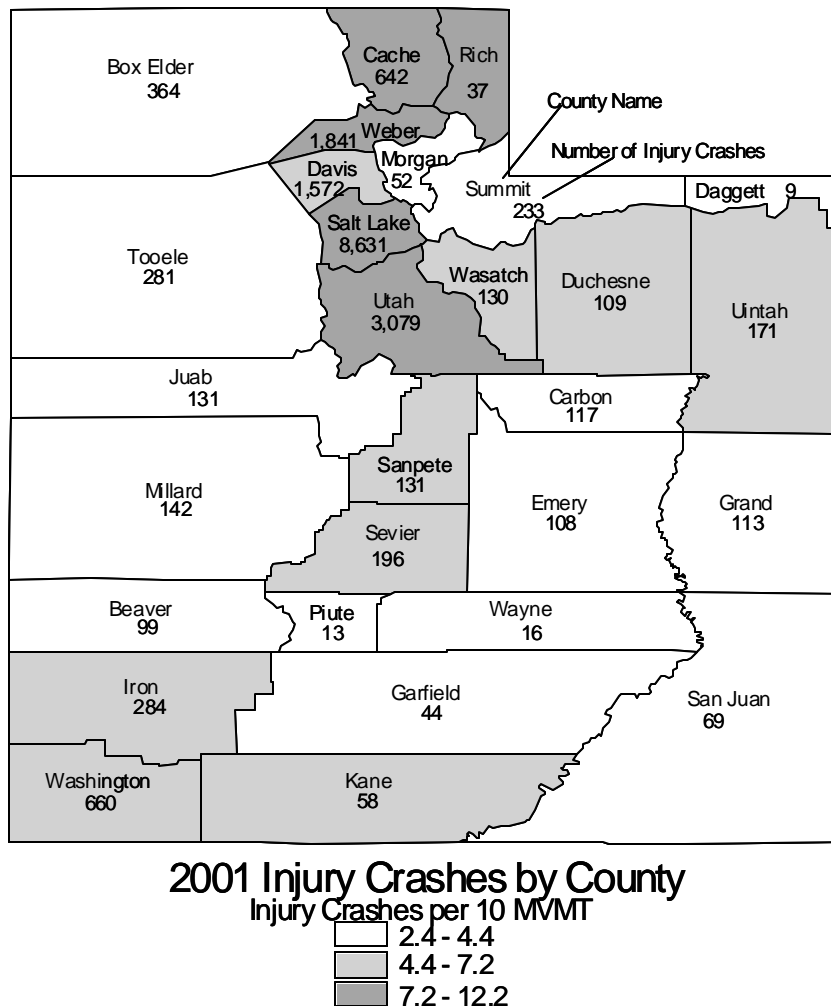 Cache
642
Rich
37
Box Elder
364
County Name
Weber
1,841
Number of Injury Crashes
Morgan
52
Davis
1,572
Summit
233
Daggett 9
Salt Lake
8,631
Tooele
281
Wasatch
130
Duchesne
109
Uintah
171
Utah
3,079
Juab
131
Carbon
117
Sanpete
131
Millard
142
Emery
108
Grand
113
Sevier
196
Beaver
99
Piute
13
Wayne
16
Iron
284
Garfield
44
San Juan
69
Washington
660
Kane
58
2001 Injury Crashes by County
Injury Crashes per 10 MVMT
2.4 - 4.4
4.4 - 7.2
7.2 - 12.2